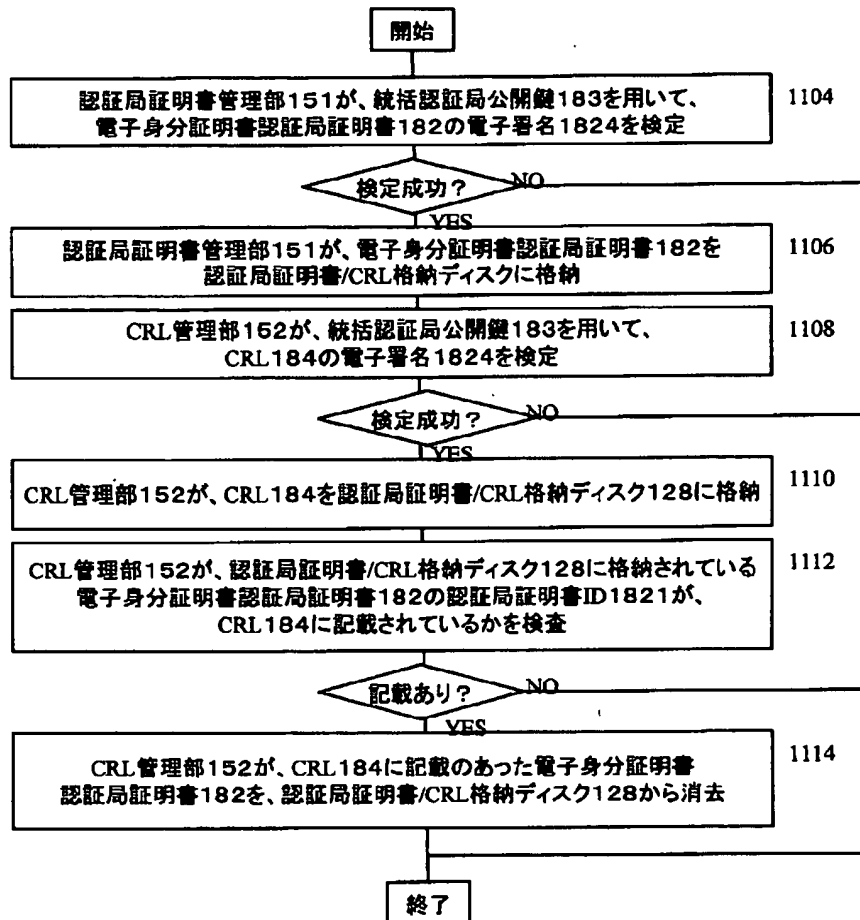 開始
認証局証明書管理部151が、統括認証局公開鍵183を用いて、
電子身分証明書認証局証明書182の電子署名1824を検定
1104
検定成功？
NO
YES
認証局証明書管理部151が、電子身分証明書認証局証明書182を
認証局証明書/CRL格納ディスクに格納
1106
CRL管理部152が、統括認証局公開鍵183を用いて、
CRL184の電子署名1824を検定
1108
検定成功？
NO
YES
CRL管理部152が、CRL184を認証局証明書/CRL格納ディスク128に格納
1110
CRL管理部152が、認証局証明書/CRL格納ディスク128に格納されている
電子身分証明書認証局証明書182の認証局証明書ID1821が、
CRL184に記載されているかを検査
1112
記載あり？
NO
YES
CRL管理部152が、CRL184に記載のあった電子身分証明書
認証局証明書182を、認証局証明書/CRL格納ディスク128から消去
1114
終了